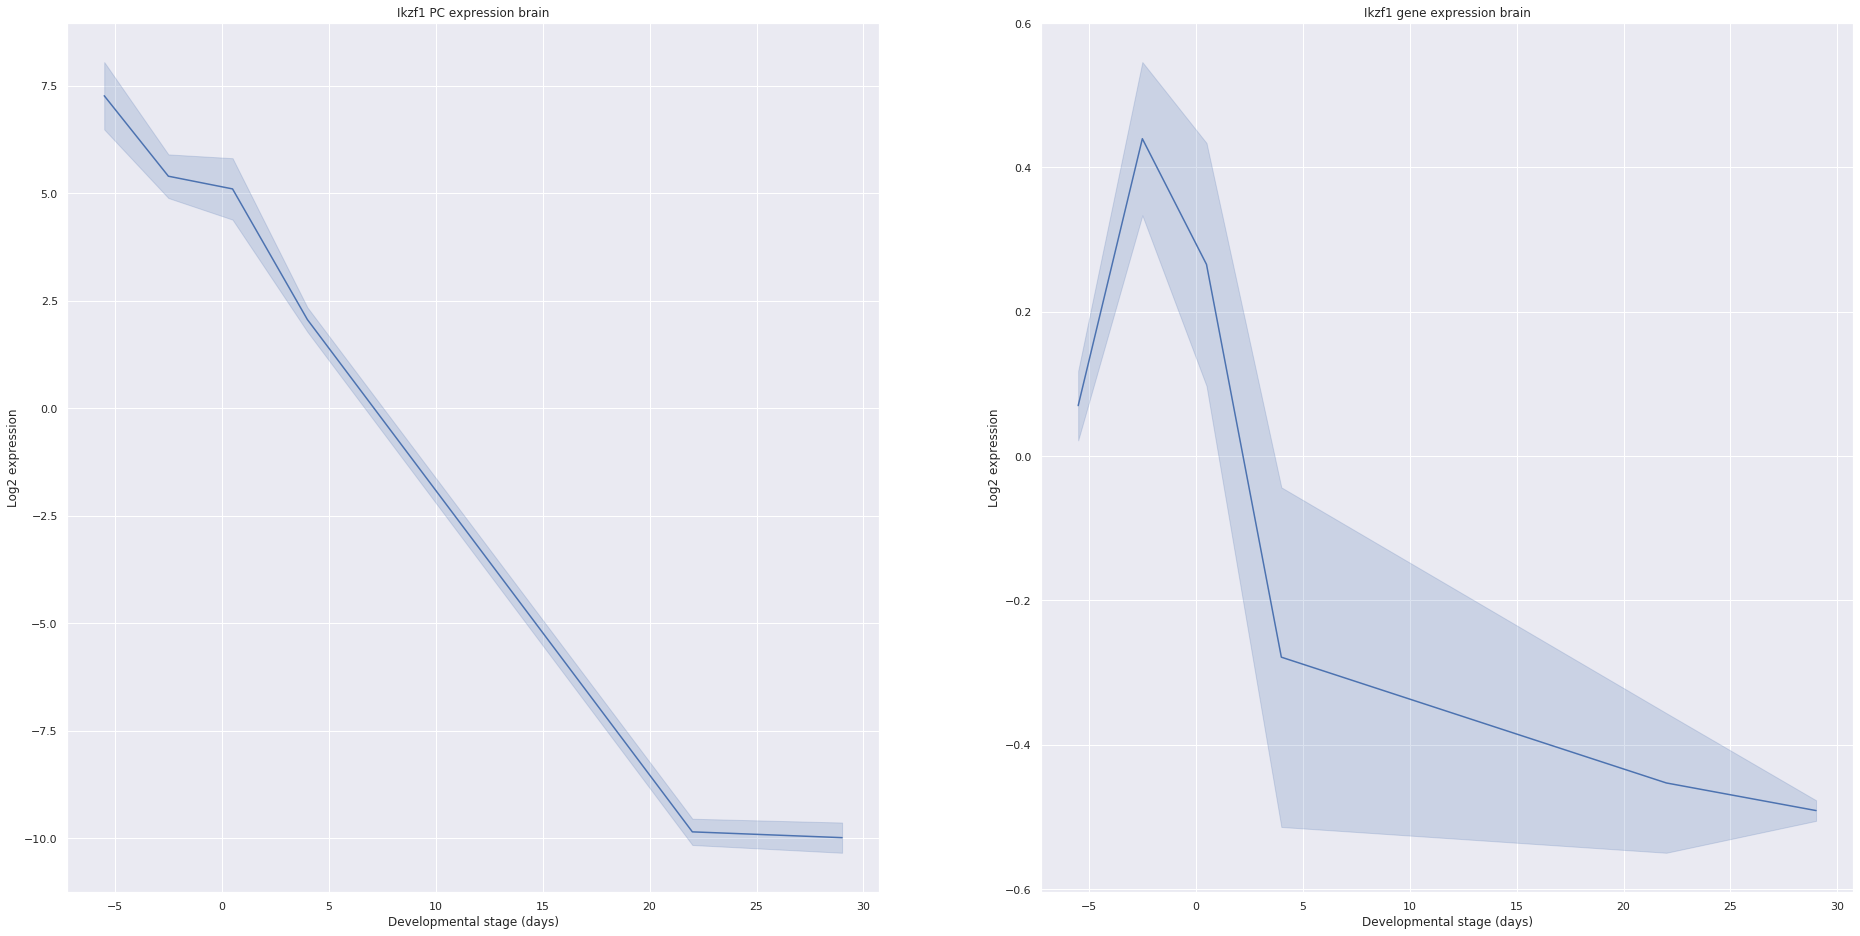 Ikzf1 PC expression brain
Log2 expression
7.5
5.0
2.5
0.0
−2.5
−5.0
−7.5
−10.0
−5 0 5 10 15 20 25 30
Developmental stage (days)
Ikzf1 gene expression brain
Log2 expression
0.6
0.4
0.2
0.0
−0.2
−0.4
−0.6
−5 0 5 10 15 20 25 30
Developmental stage (days)